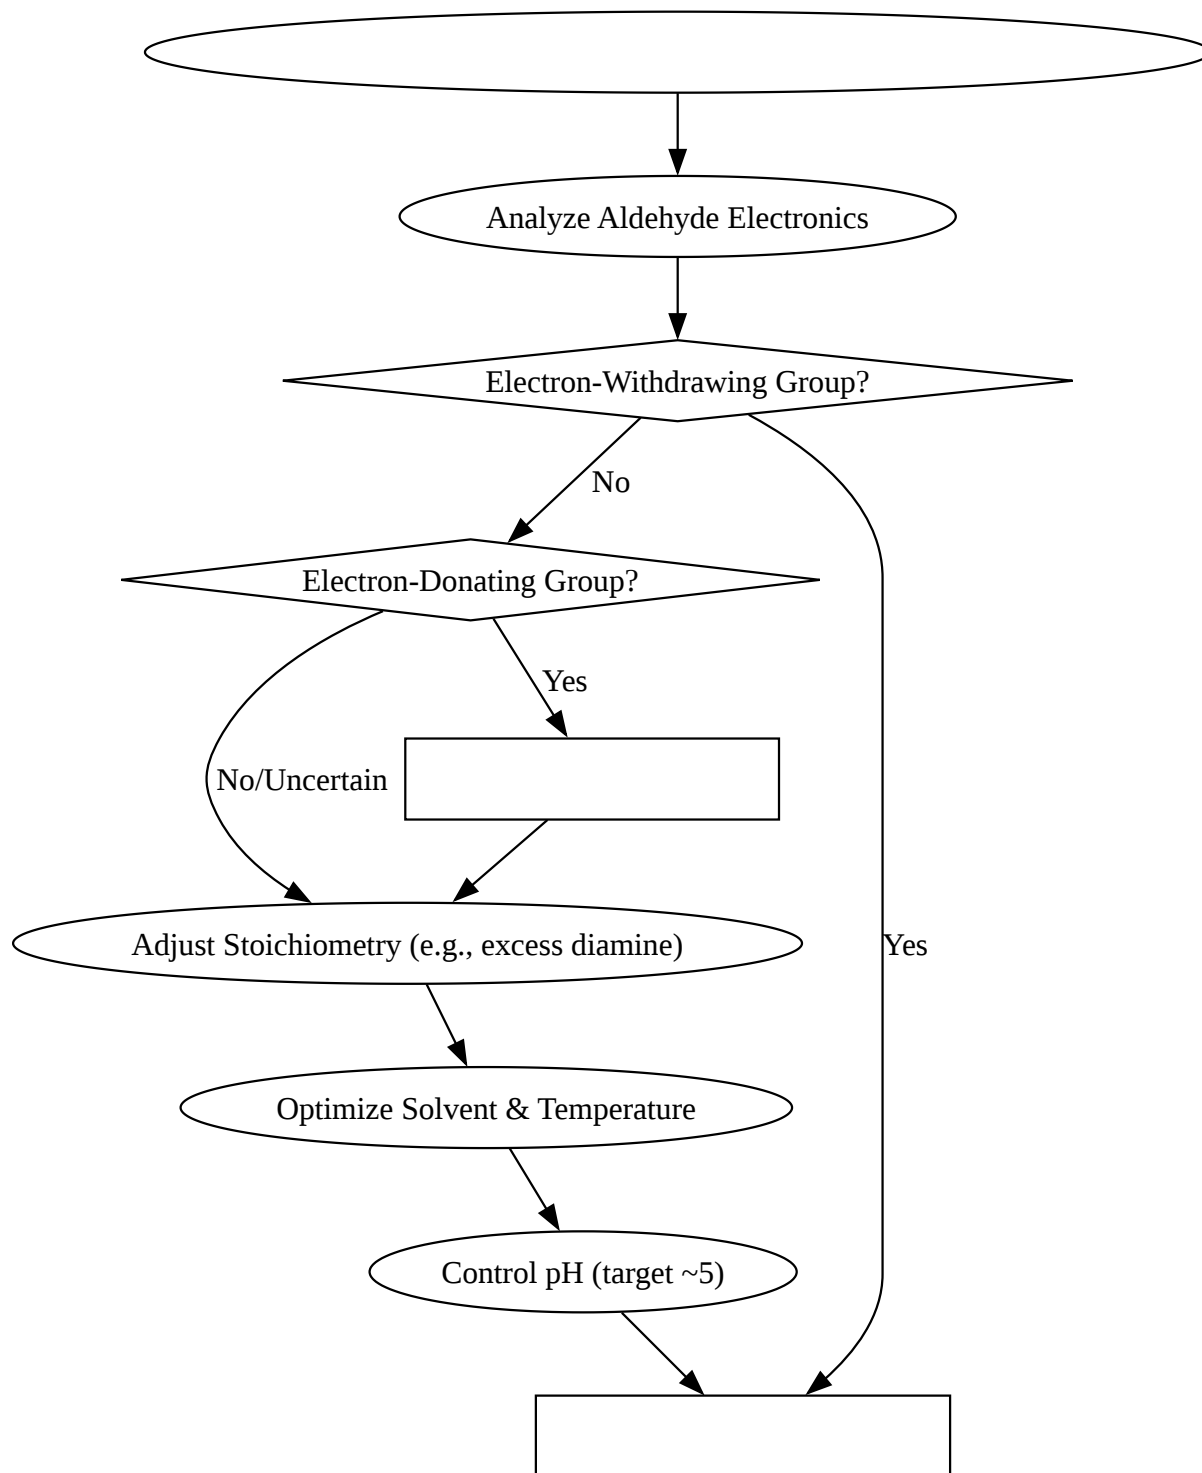 Analyze Aldehyde Electronics
Electron-Withdrawing Group?
No
Electron-Donating Group?
Yes
No/Uncertain
Adjust Stoichiometry (e.g., excess diamine)
Yes
Optimize Solvent & Temperature
Control pH (target ~5)